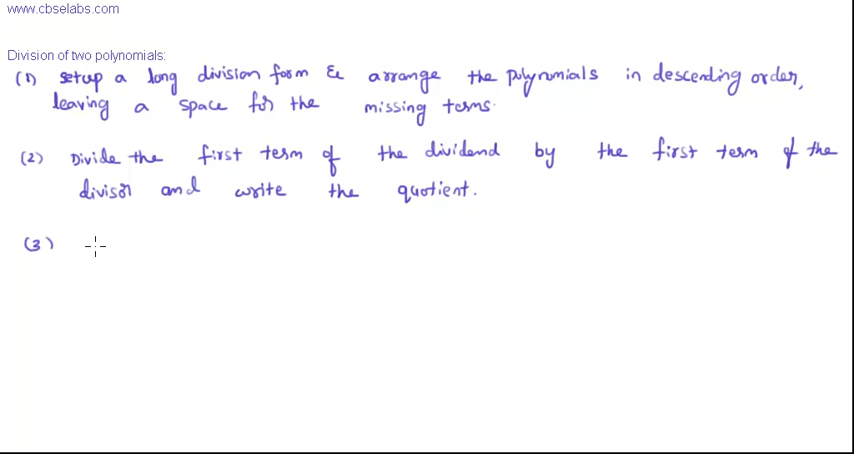 www.cbselabs.com
Division of two polynomials:
(1) setup a long division form & arrange the polynomials in descending order,
leaving a space for the missing terms.
(2) Divide the first term of the dividend by the first term of the
divisor and write the quotient.
(3)